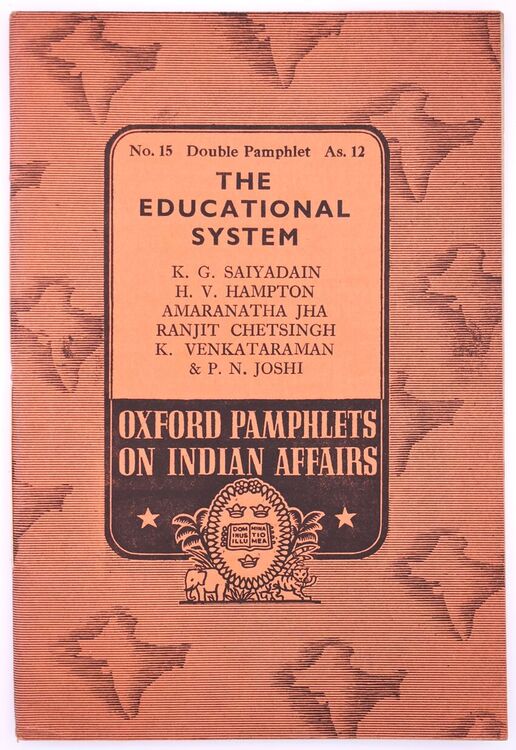 No. 15 Double Pamphlet As. 12
THE
EDUCATIONAL
SYSTEM
K. G. SAIYADAIN
H. V. HAMPTON
AMARANATHA JHA
RANJIT CHETSINGH
K. VENKATARAMAN
& P. N. JOSHI
OXFORD PAMPHLETS
ON INDIAN AFFAIRS
DOM MINA
INUS TIO
ILLU MEA